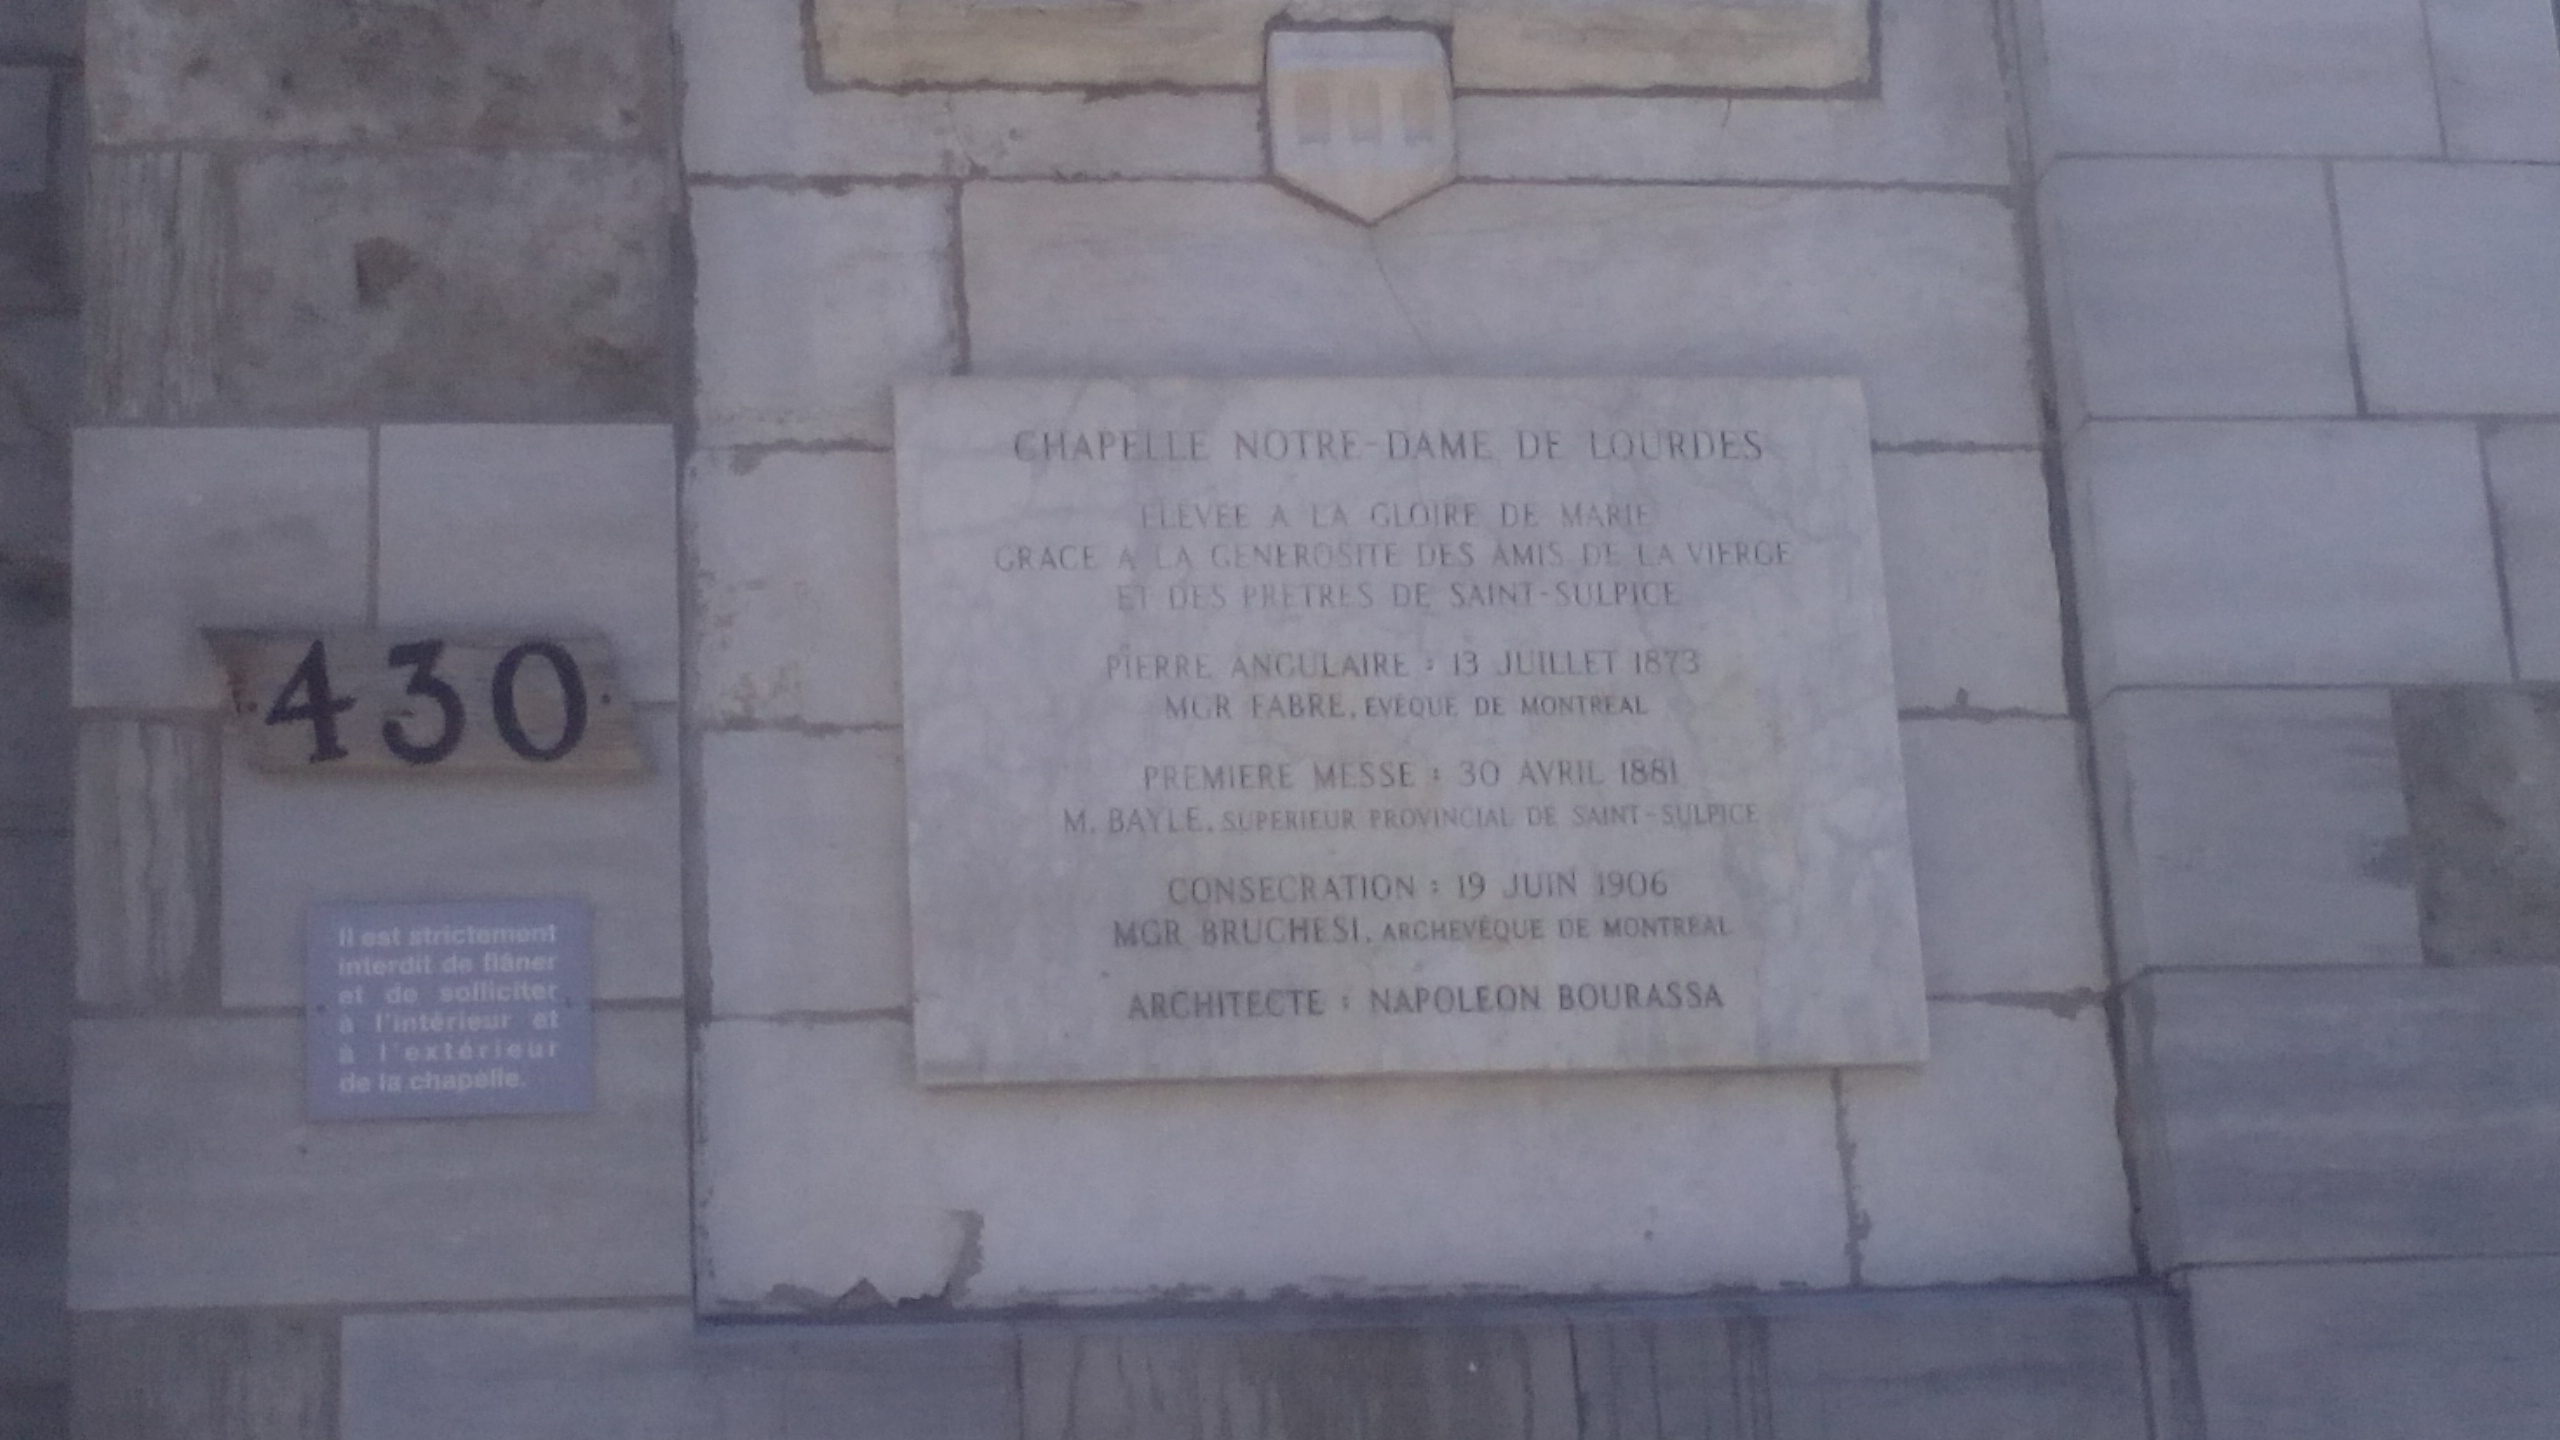 CHAPELLE NOTRE-DAME DE LOURDES
ELEVEE A LA GLOIRE DE MARIE
GRACE A LA GENEROSITE DES AMIS DE LA VIERGE
ET DES PRETRES DE SAINT-SULPICE
PIERRE ANGULAIRE : 13 JUILLET 1873
MGR FABRE, EVÊQUE DE MONTREAL
PREMIERE MESSE : 30 AVRIL 1881
M. BAYLE, SUPERIEUR PROVINCIAL DE SAINT-SULPICE
CONSECRATION : 19 JUIN 1906
MGR BRUCHESI, ARCHEVÊQUE DE MONTREAL
ARCHITECTE : NAPOLEON BOURASSA
430
Il est strictement
interdit de flâner
et de solliciter
à l'intérieur et
à l'extérieur
de la chapelle.